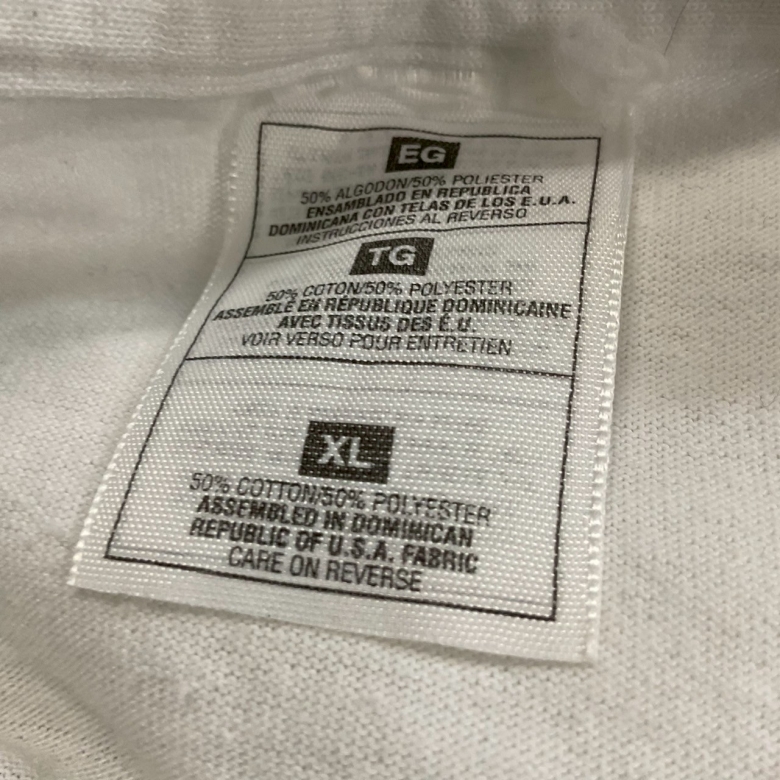 EG
50% ALGODON/50% POLIESTER
ENSAMBLADO EN REPUBLICA
DOMINICANA CON TELAS DE LOS E.U.A.
INSTRUCCIONES AL REVERSO
TG
50% COTON/50% POLYESTER
ASSEMBLÉ EN RÉPUBLIQUE DOMINICAINE
AVEC TISSUS DES É.U.
VOIR VERSO POUR ENTRETIEN
XL
50% COTTON/50% POLYESTER
ASSEMBLED IN DOMINICAN
REPUBLIC OF U.S.A. FABRIC
CARE ON REVERSE